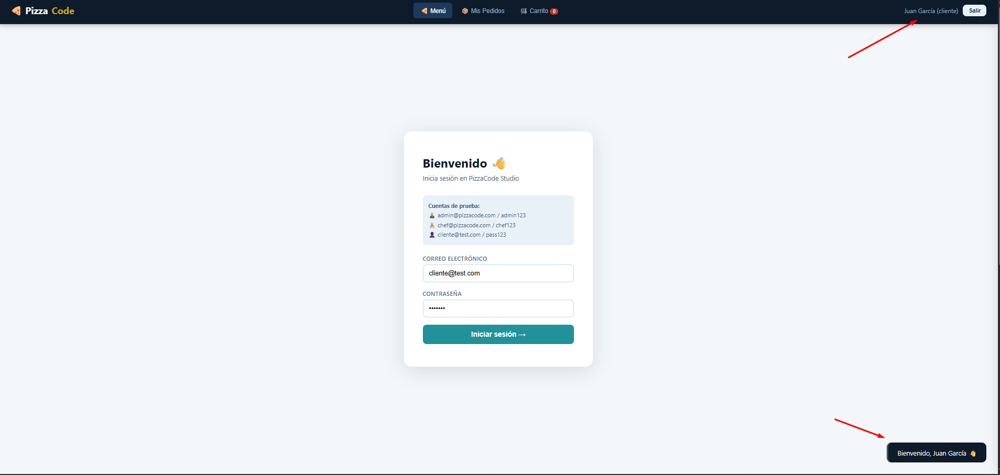 Pizza Code
Menú
Mis Pedidos
Carrito 0
Juan García (cliente)
Salir
Bienvenido
Inicia sesión en PizzaCode Studio
Cuentas de prueba:
admin@pizzacode.com / admin123
chef@pizzacode.com / chef123
cliente@test.com / pass123
CORREO ELECTRÓNICO
cliente@test.com
CONTRASEÑA
•••••••
Iniciar sesión →
Bienvenido, Juan García